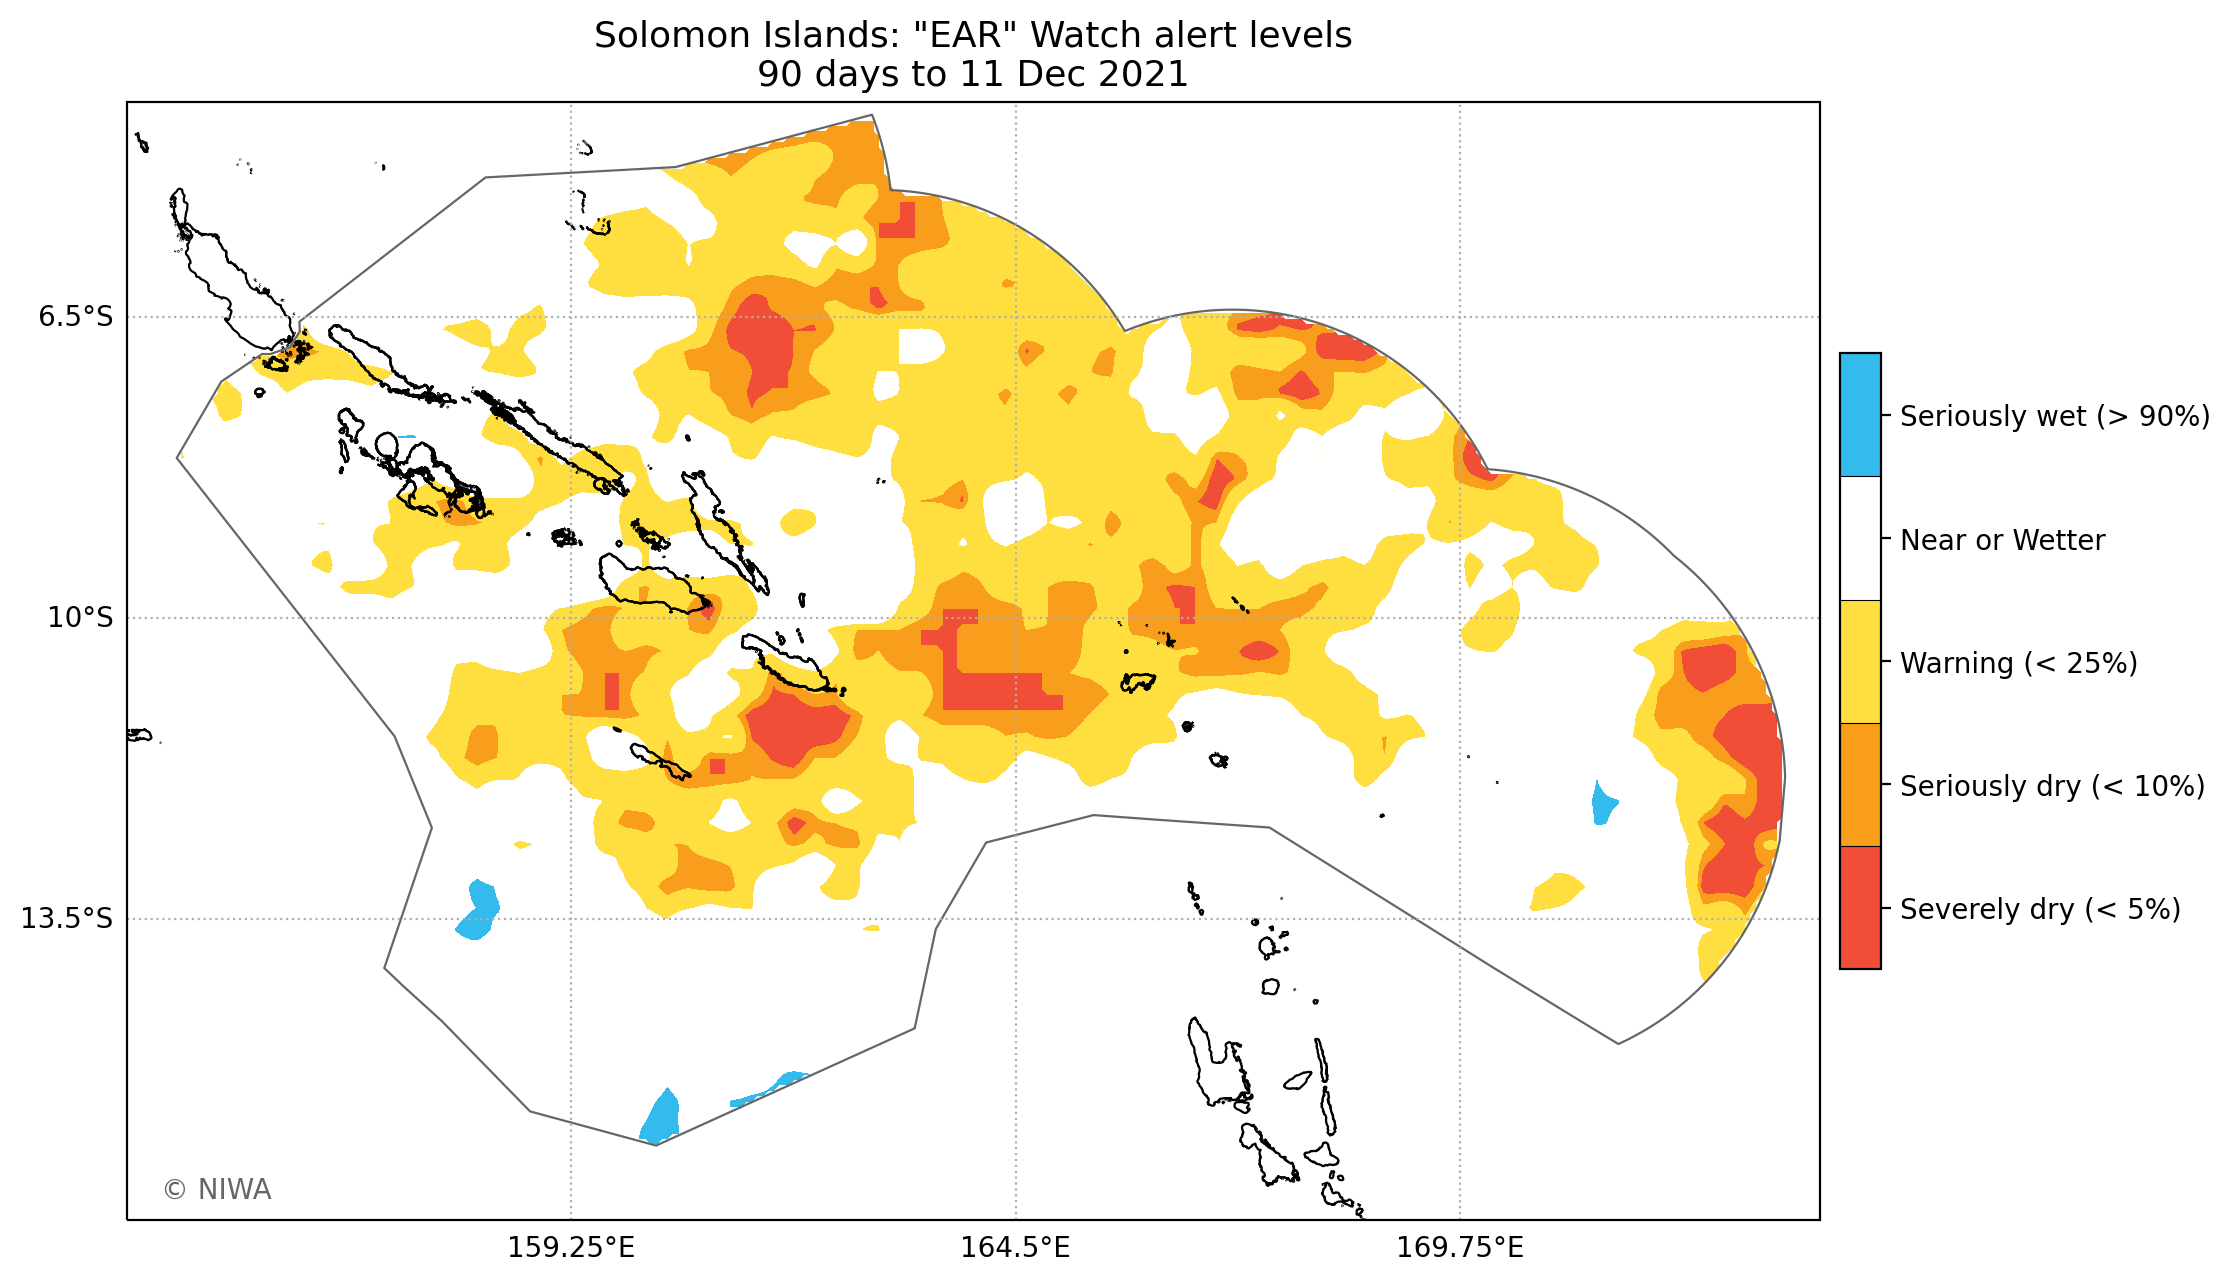 Solomon Islands: "EAR" Watch alert levels
90 days to 11 Dec 2021
6.5°S
10°S
13.5°S
159.25°E
164.5°E
169.75°E
Seriously wet (> 90%)
Near or Wetter
Warning (< 25%)
Seriously dry (< 10%)
Severely dry (< 5%)
© NIWA